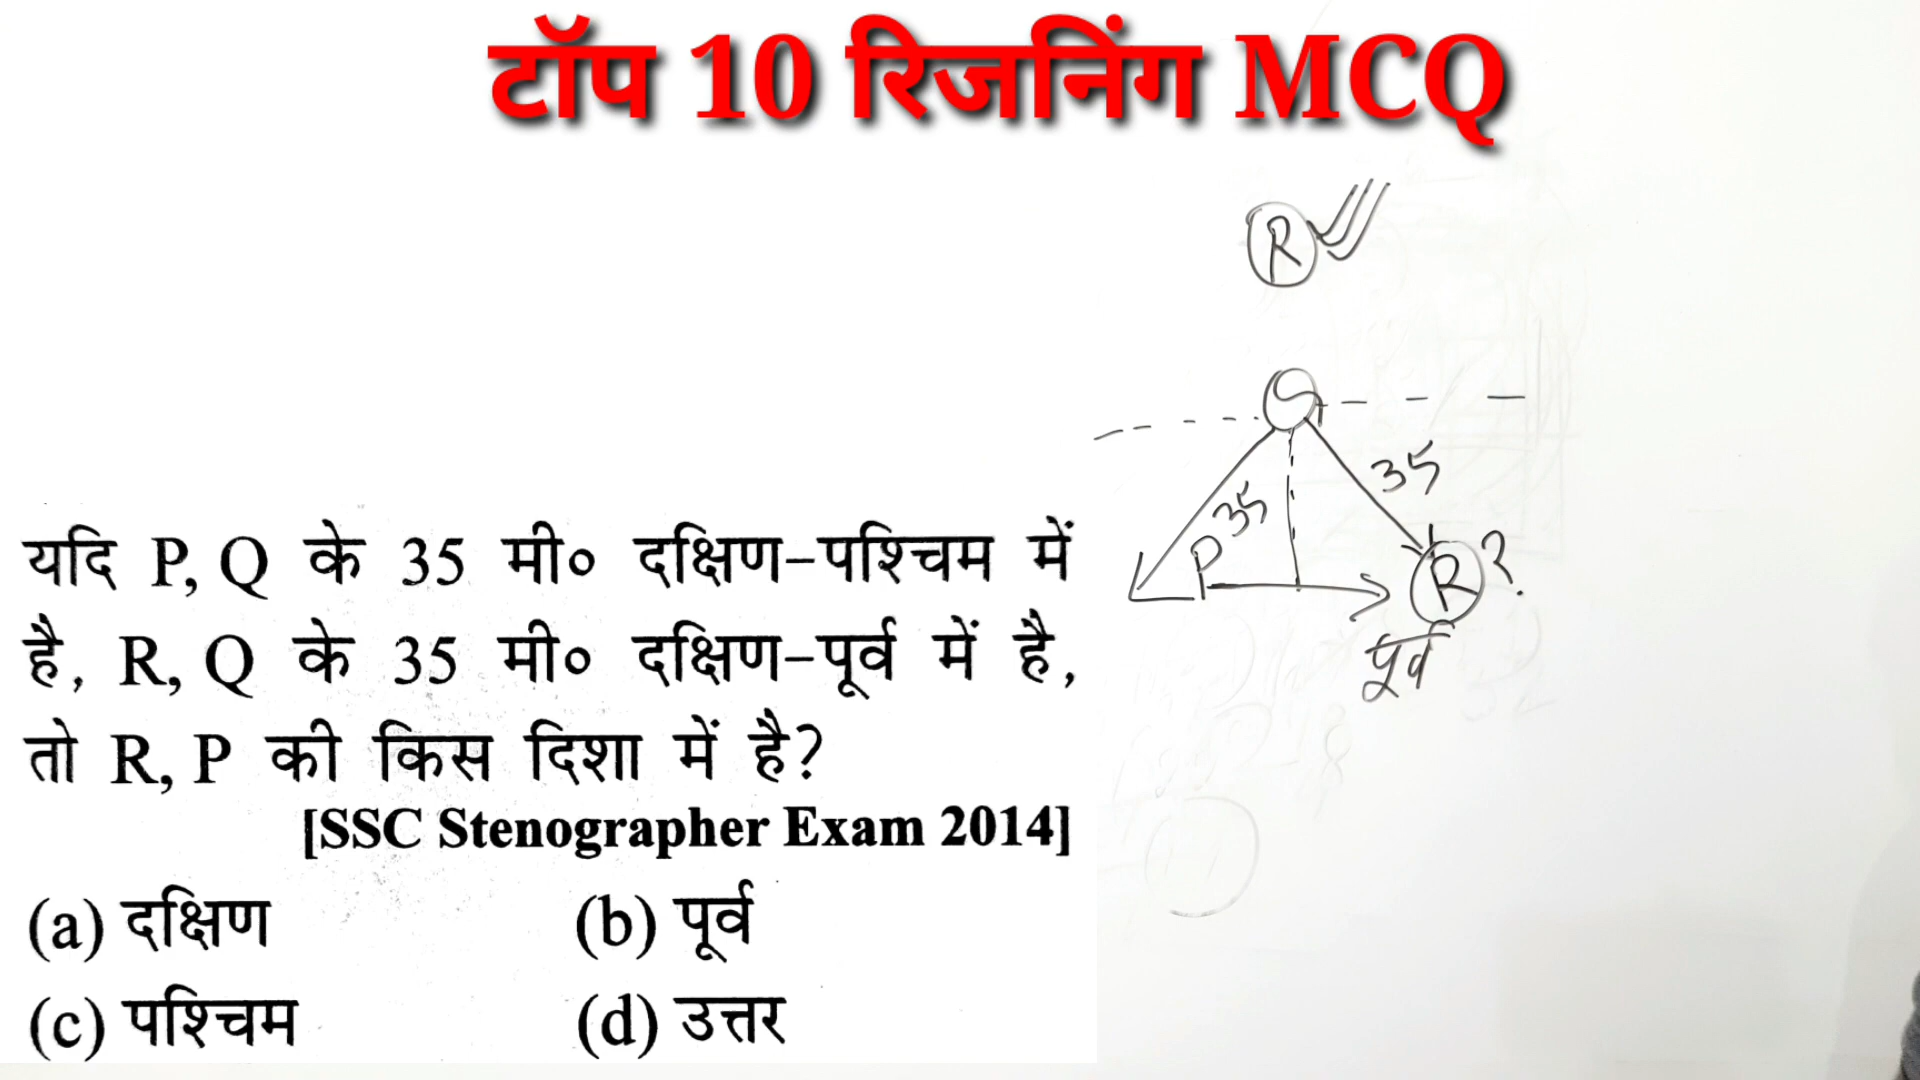 टॉप 10 रिजनिंग MCQ
यदि P, Q के 35 मी० दक्षिण-पश्चिम में
है, R, Q के 35 मी० दक्षिण-पूर्व में है,
तो R, P की किस दिशा में है?
[SSC Stenographer Exam 2014]
(a) दक्षिण (b) पूर्व
(c) पश्चिम (d) उत्तर
R
Q
35 35
P R ?
पूर्व